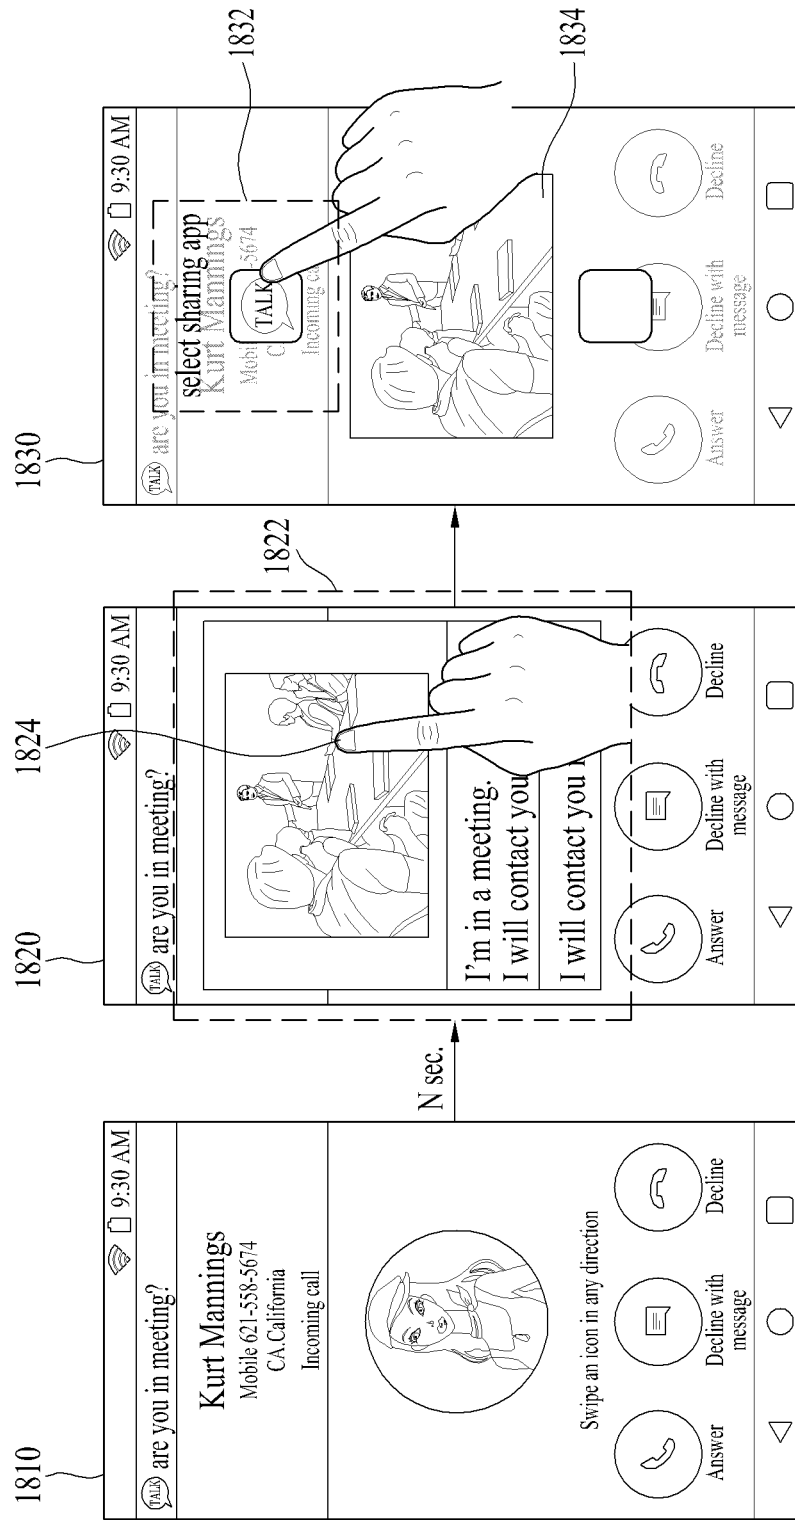 1810
9:30 AM
TALK are you in meeting?
Kurt Mannings
Mobile 621-558-5674
CA.California
Incoming call
Swipe an icon in any direction
Answer
Decline with
message
Decline
N sec.
1820
1824
9:30 AM
TALK are you in meeting?
1822
I'm in a meeting.
I will contact you
I will contact you
Answer
Decline with
message
Decline
1830
9:30 AM
TALK are you in meeting?
select sharing app
Kurt Mannings
1832
Mobi -5674
C
TALK
Incoming ca
1834
Answer
Decline with
message
Decline